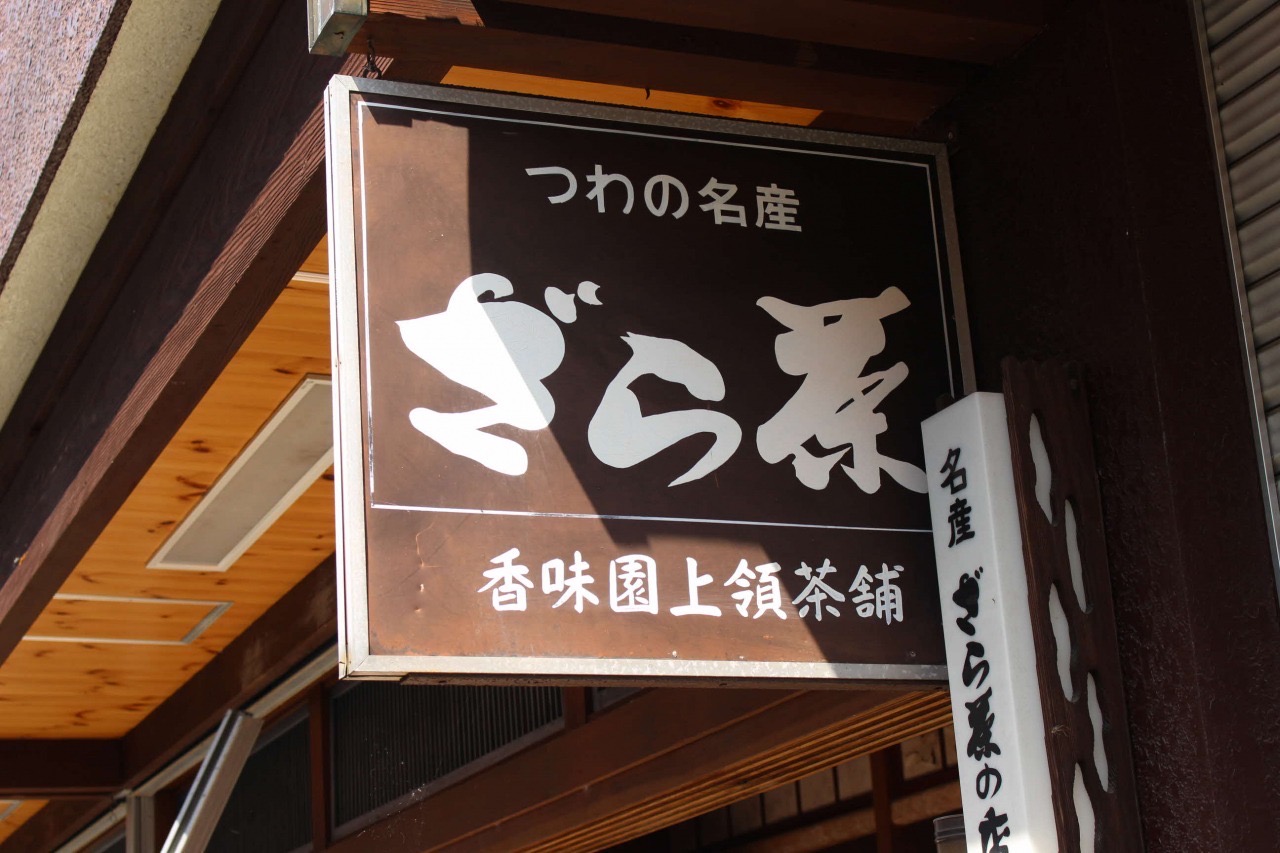 つわの名産
ざら茶
香味園上領茶舗
名産 ざら茶の店